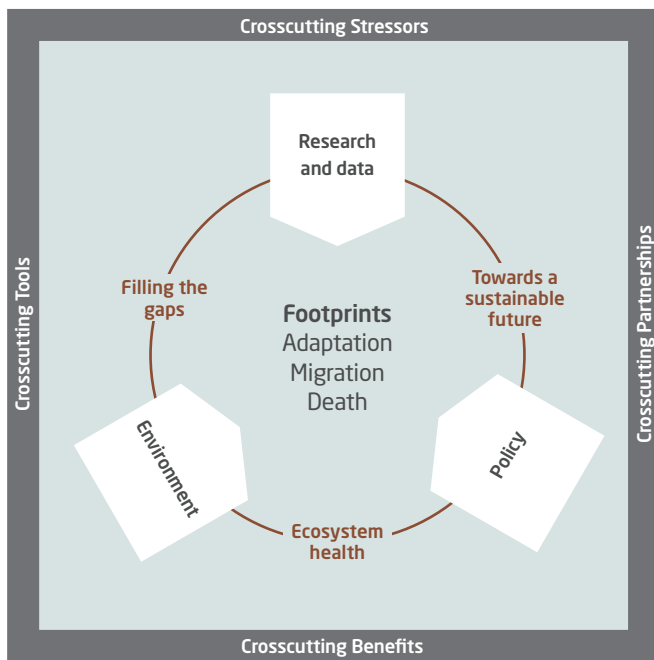 Crosscutting Stressors
Research
and data
Crosscutting Tools
Filling the
gaps
Towards a
sustainable
future
Crosscutting Partnerships
Footprints
Adaptation
Migration
Death
Environment
Policy
Ecosystem
health
Crosscutting Benefits